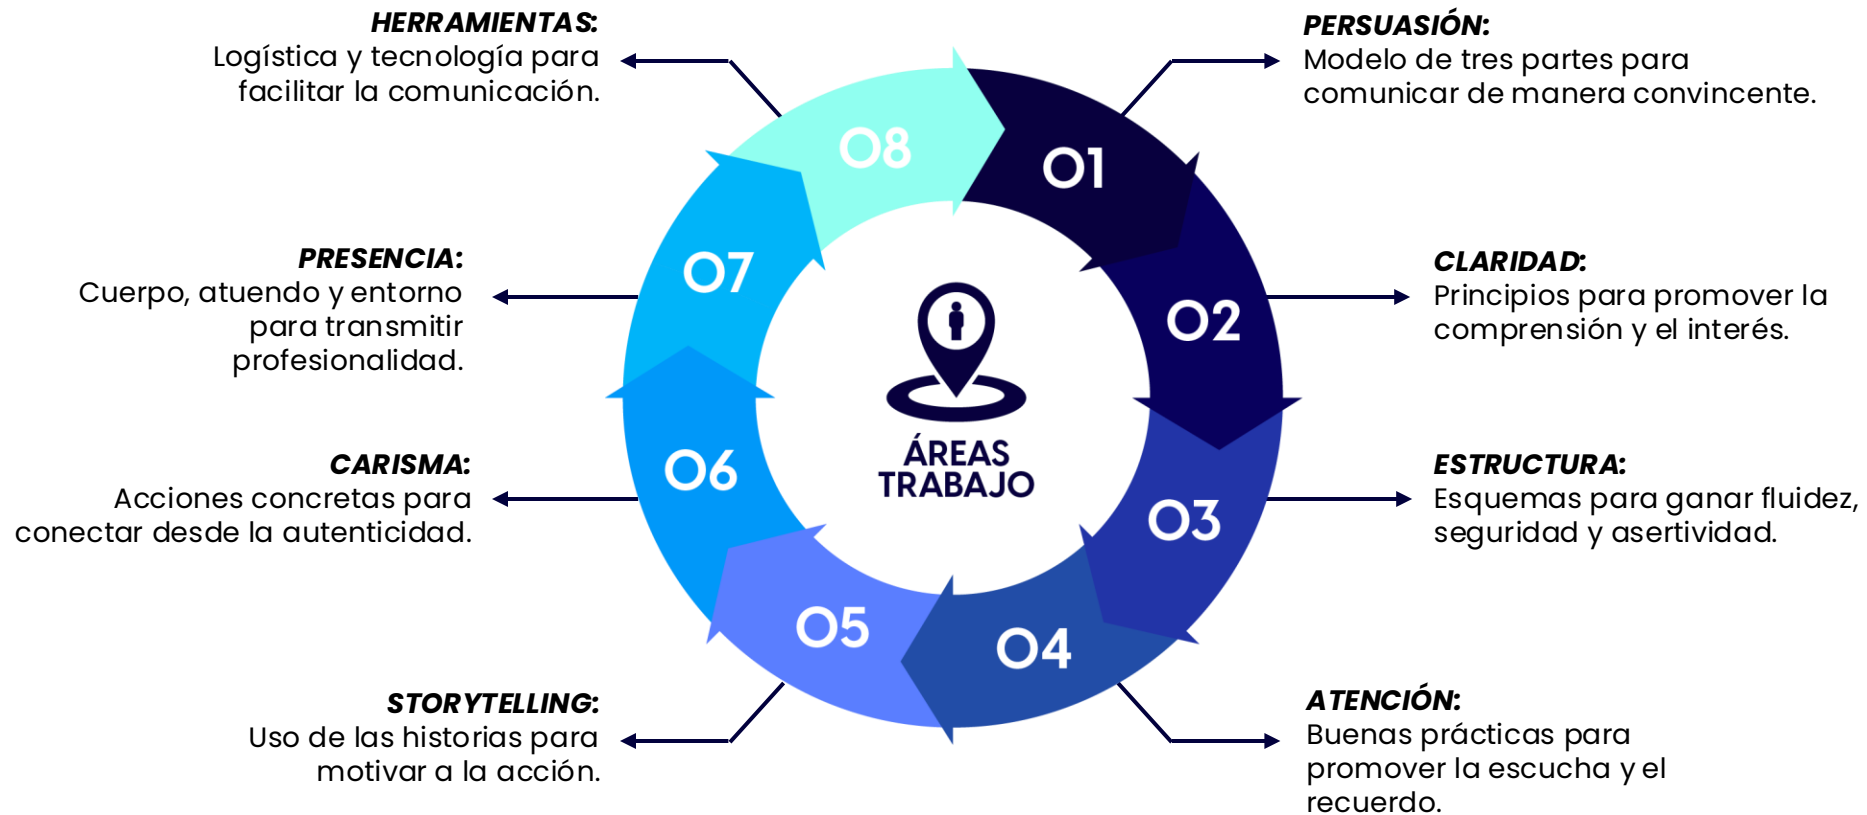 HERRAMIENTAS:
Logística y tecnología para
facilitar la comunicación.
PERSUASIÓN:
Modelo de tres partes para
comunicar de manera convincente.
08
01
PRESENCIA:
Cuerpo, atuendo y entorno
para transmitir
profesionalidad.
07
02
CLARIDAD:
Principios para promover la
comprensión y el interés.
ÁREAS
TRABAJO
CARISMA:
Acciones concretas para
conectar desde la autenticidad.
06
03
ESTRUCTURA:
Esquemas para ganar fluidez,
seguridad y asertividad.
05
04
STORYTELLING:
Uso de las historias para
motivar a la acción.
ATENCIÓN:
Buenas prácticas para
promover la escucha y el
recuerdo.